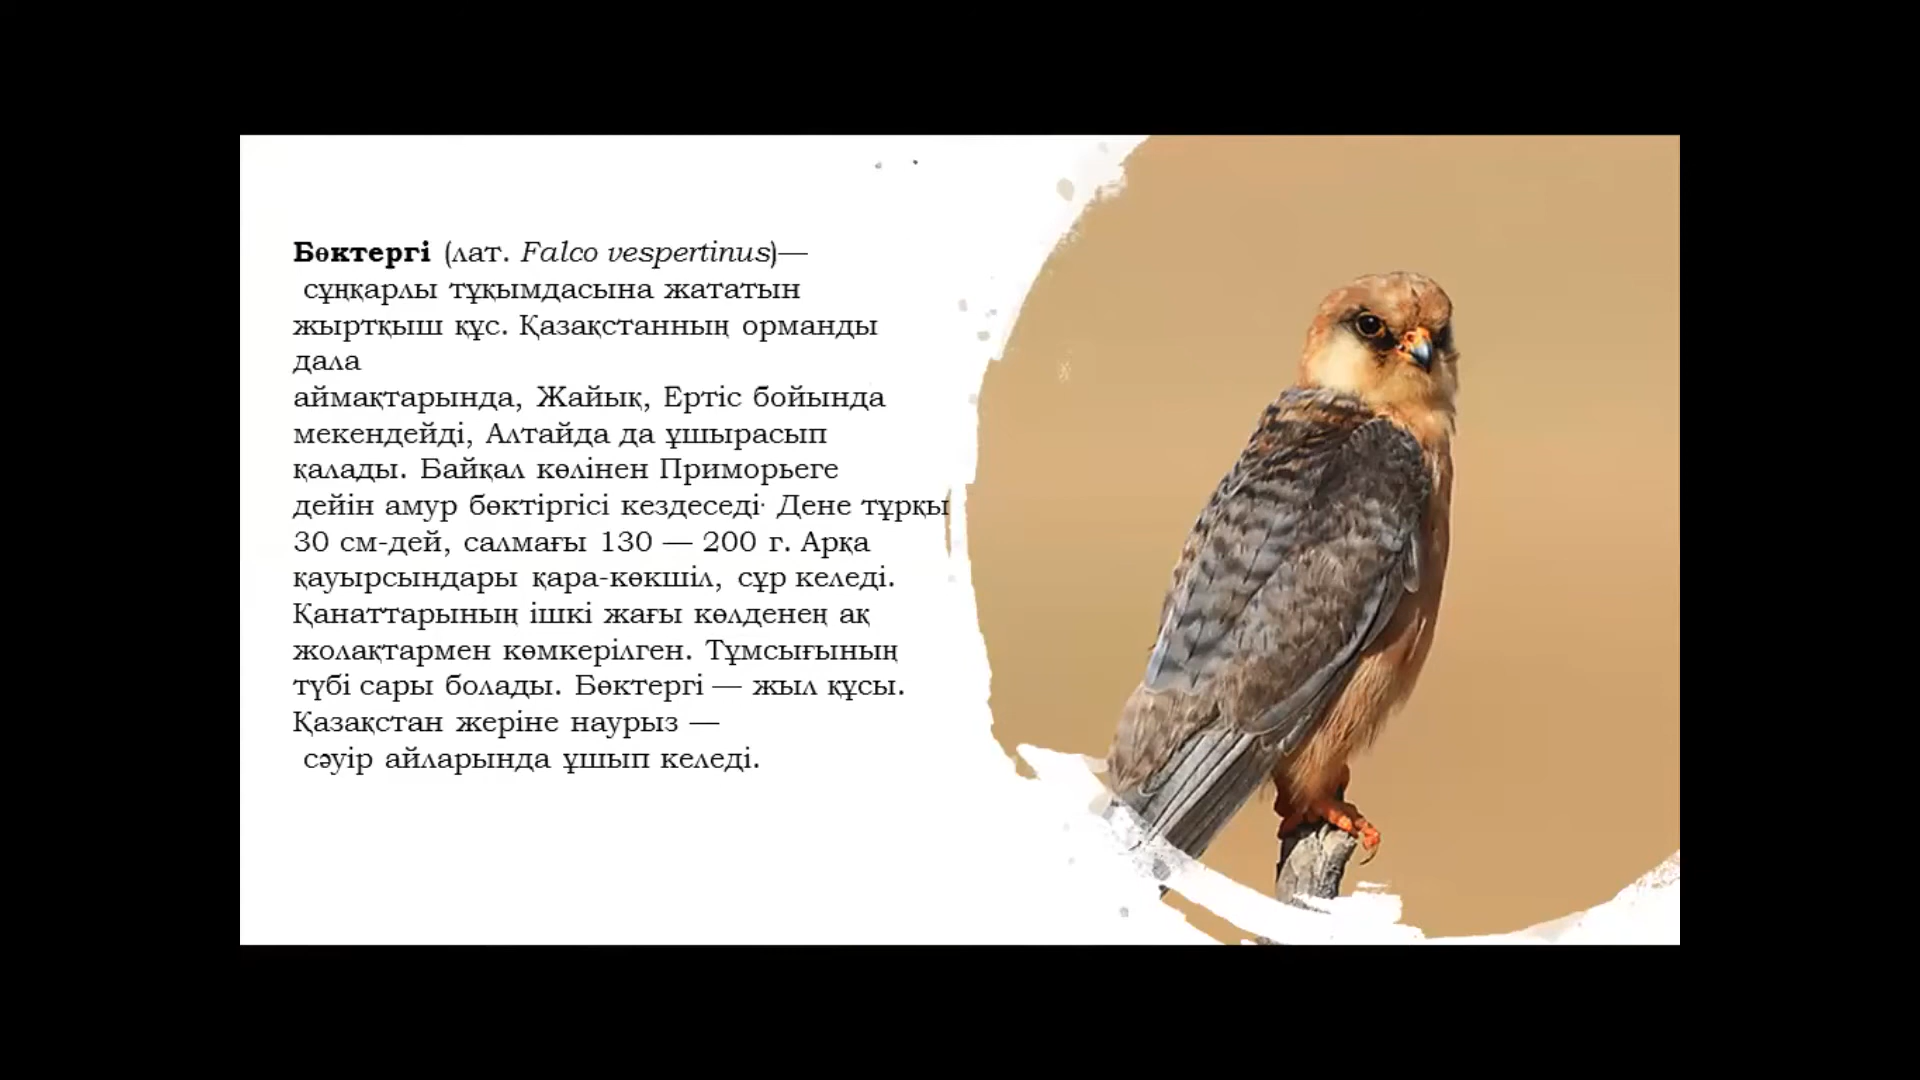 Бөктергі (лат. Falco vespertinus)—
сұңқарлы тұқымдасына жататын
жыртқыш құс. Қазақстанның орманды
дала
аймақтарында, Жайық, Ертіс бойында
мекендейді, Алтайда да ұшырасып
қалады. Байқал көлінен Приморьеге
дейін амур бөктіргісі кездеседі· Дене тұрқы
30 см-дей, салмағы 130 — 200 г. Арқа
қауырсындары қара-көкшіл, сұр келеді.
Қанаттарының ішкі жағы көлденең ақ
жолақтармен көмкерілген. Тұмсығының
түбі сары болады. Бөктергі — жыл құсы.
Қазақстан жеріне наурыз —
сәуір айларында ұшып келеді.